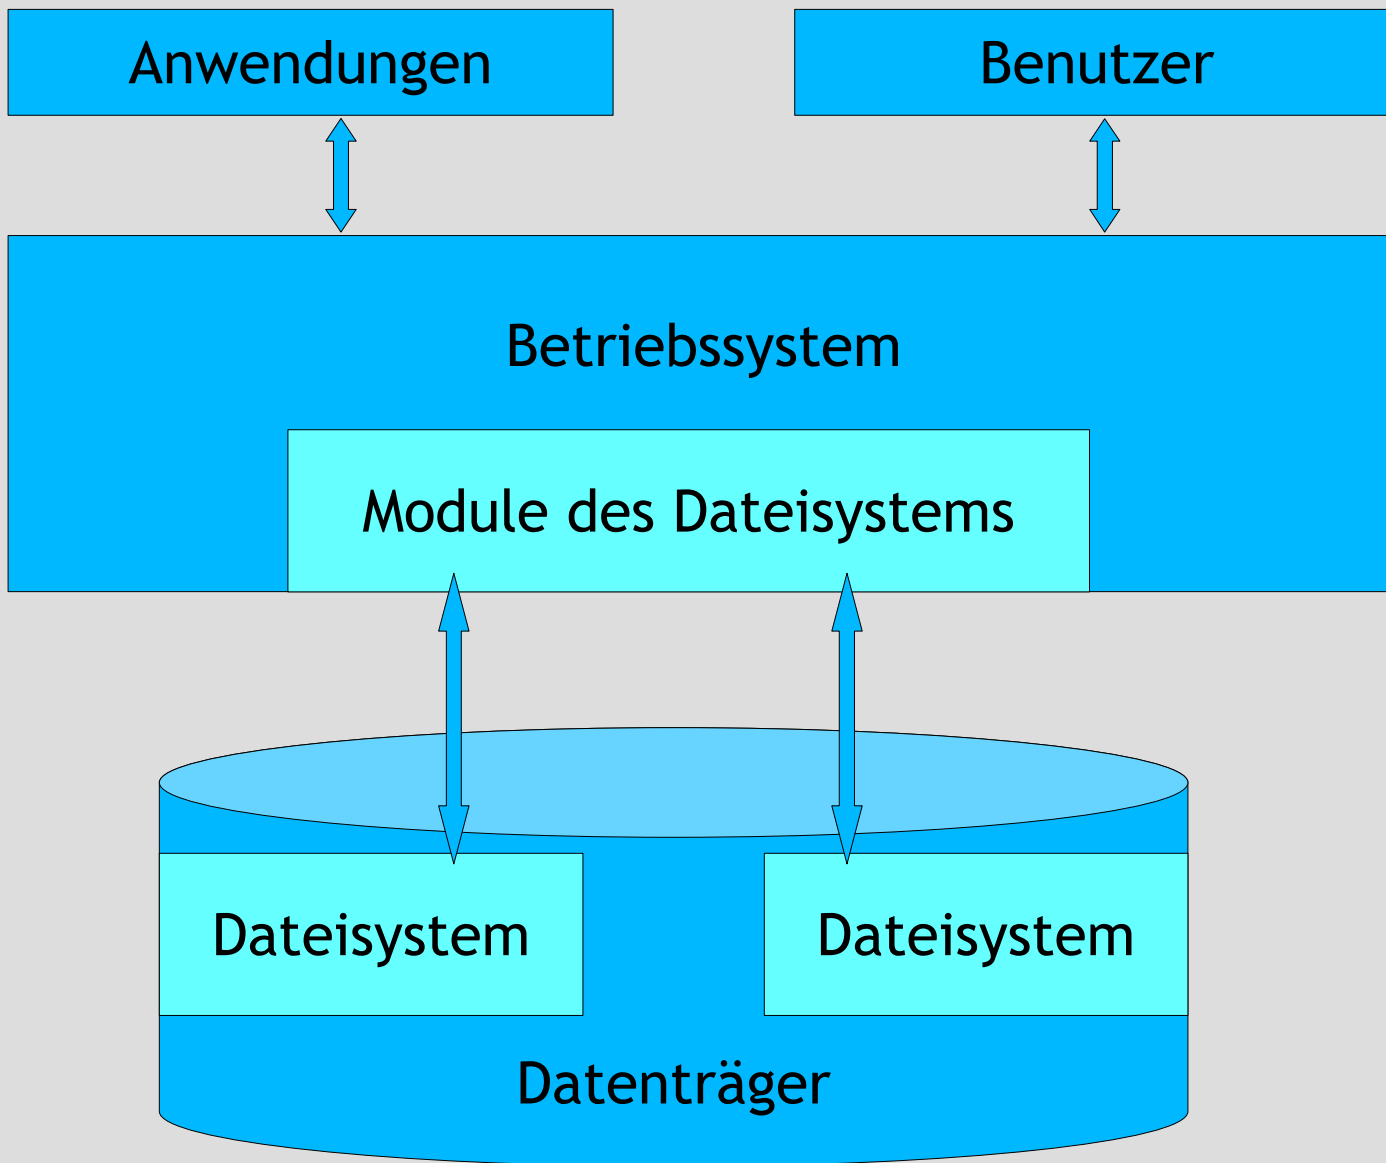 Anwendungen
Benutzer
Betriebssystem
Module des Dateisystems
Dateisystem
Dateisystem
Datenträger